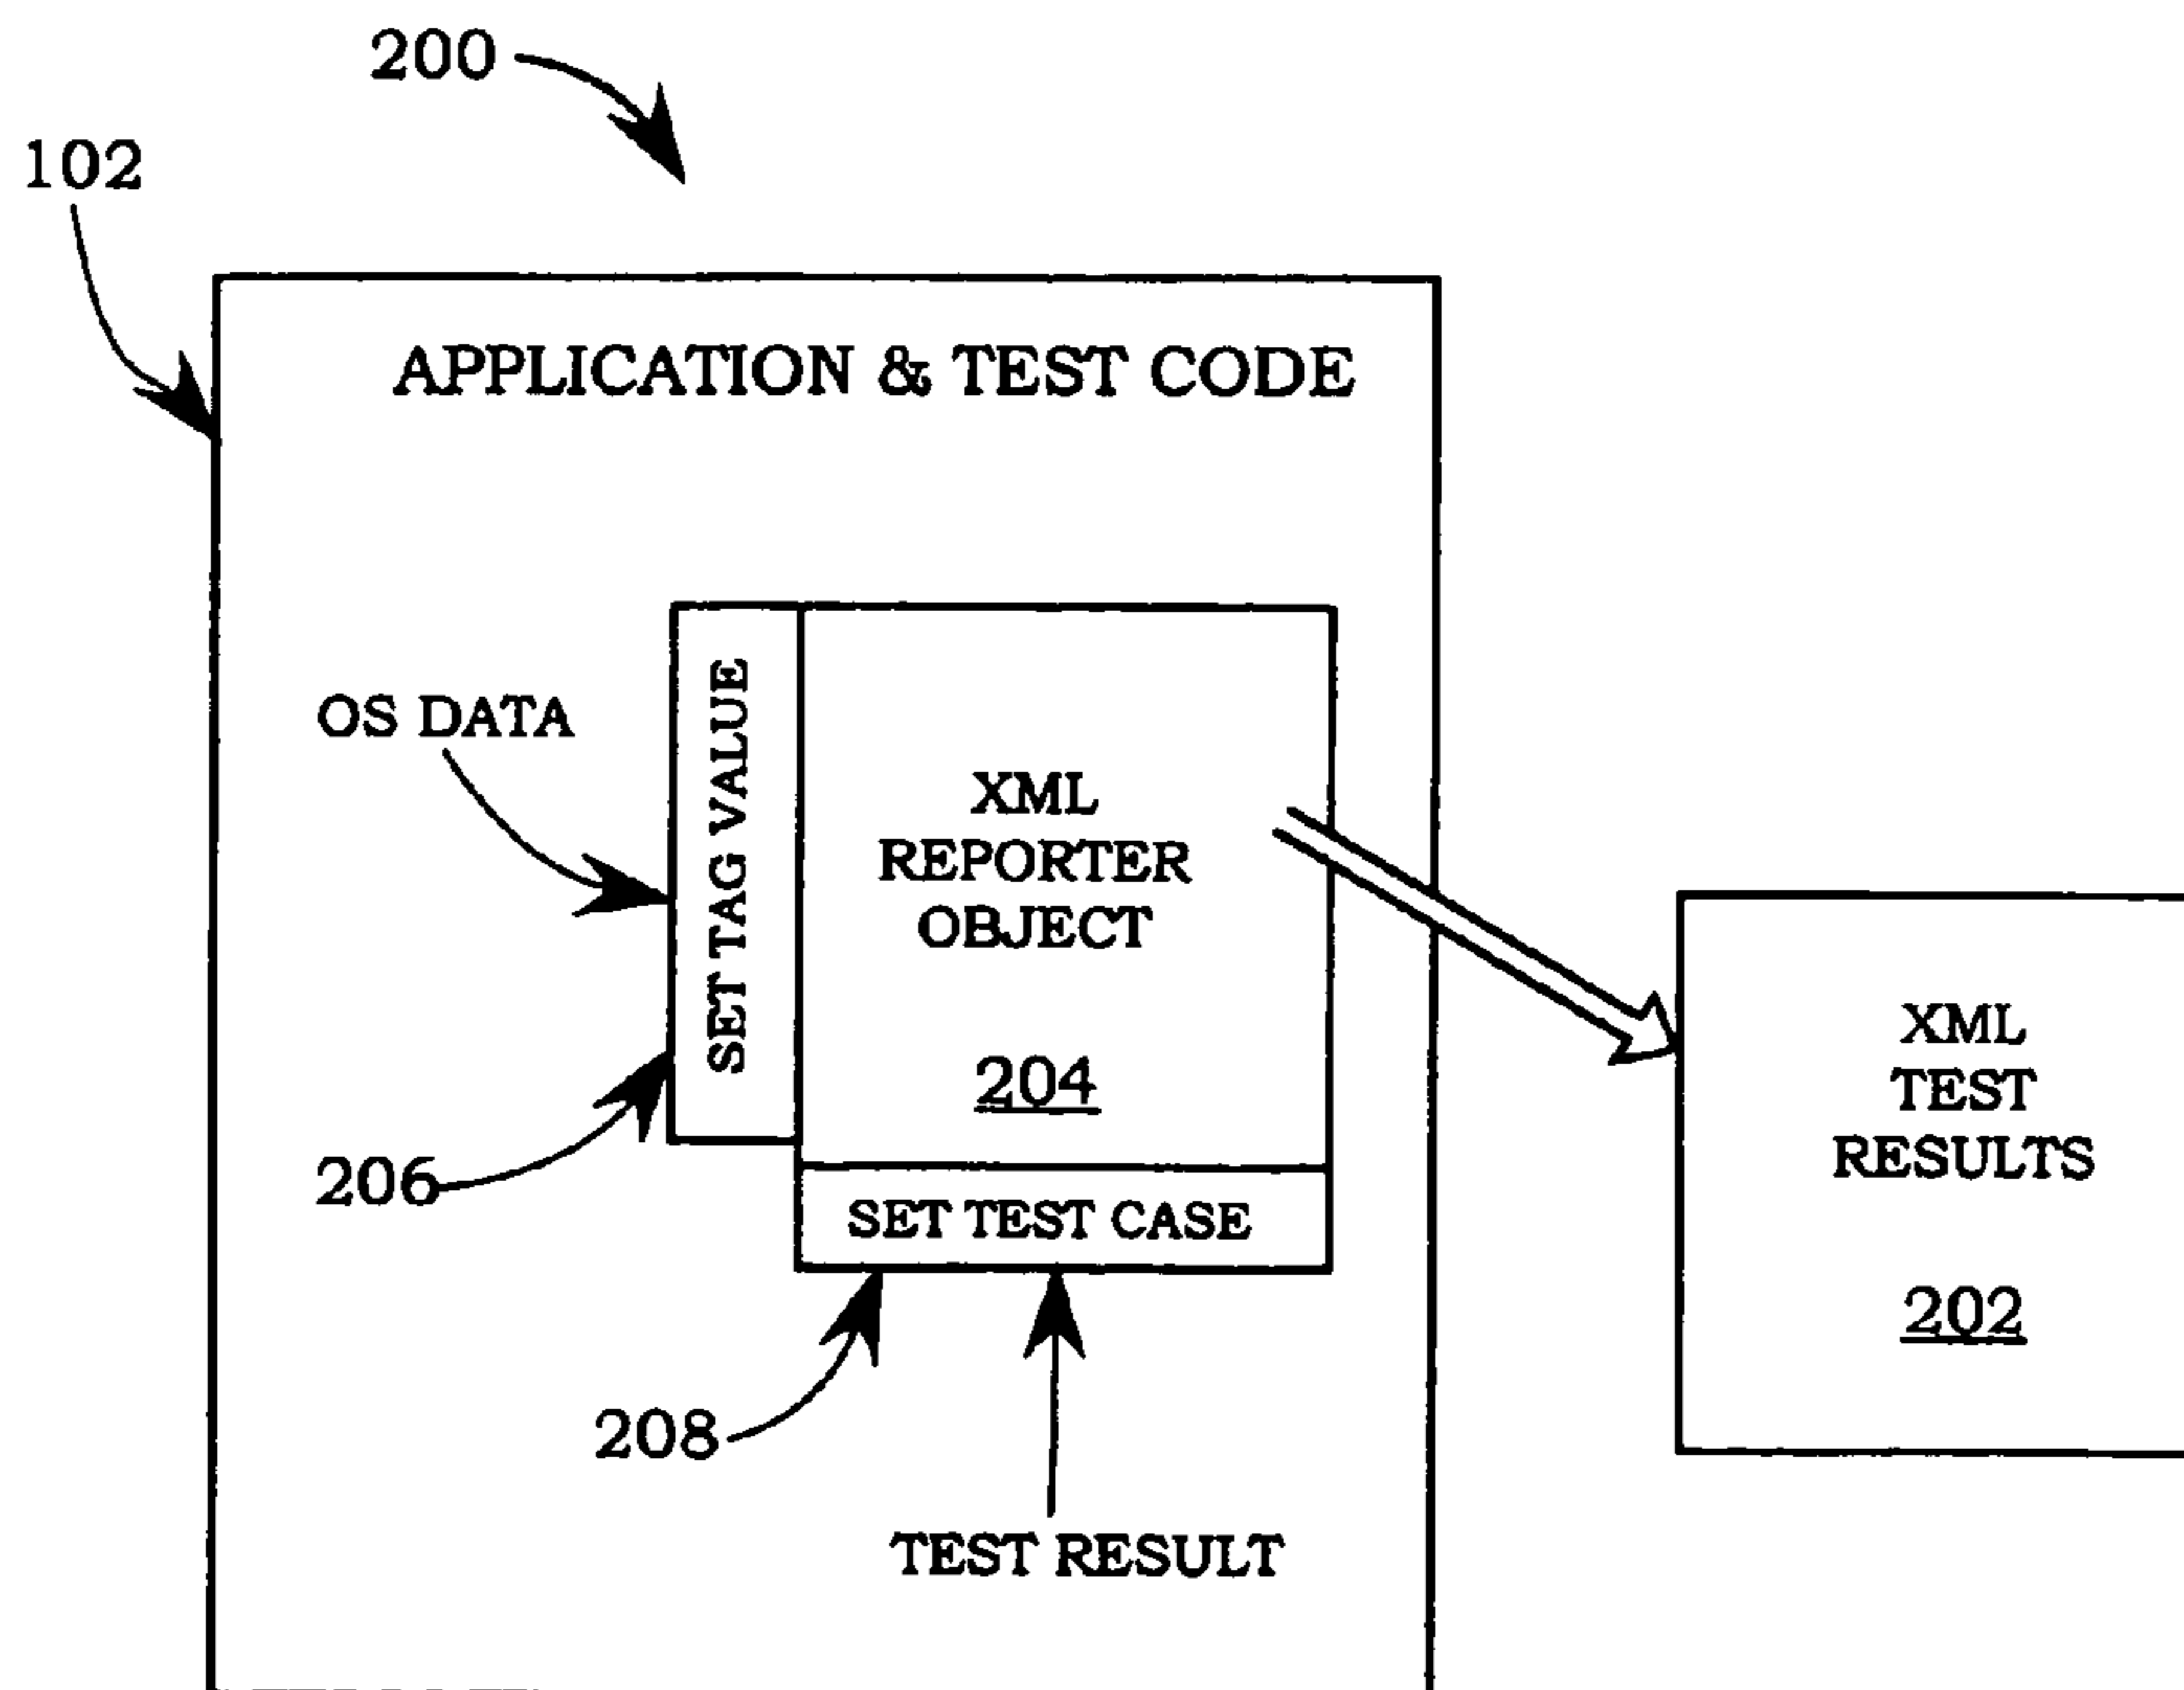 200
102
APPLICATION & TEST CODE
OS DATA
SET TAG VALUE
XML
REPORTER
OBJECT
204
206
SET TEST CASE
208
TEST RESULT
XML
TEST
RESULTS
202